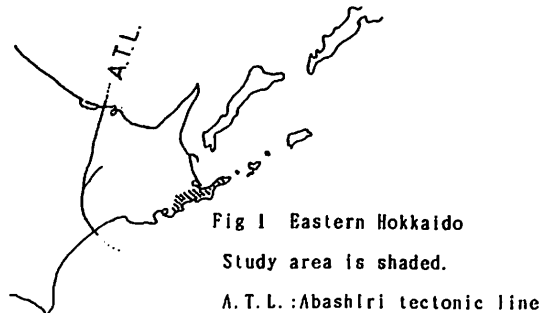 A.T.L.
Fig 1 Eastern Hokkaido
Study area is shaded.
A.T.L.:Abashiri tectonic line